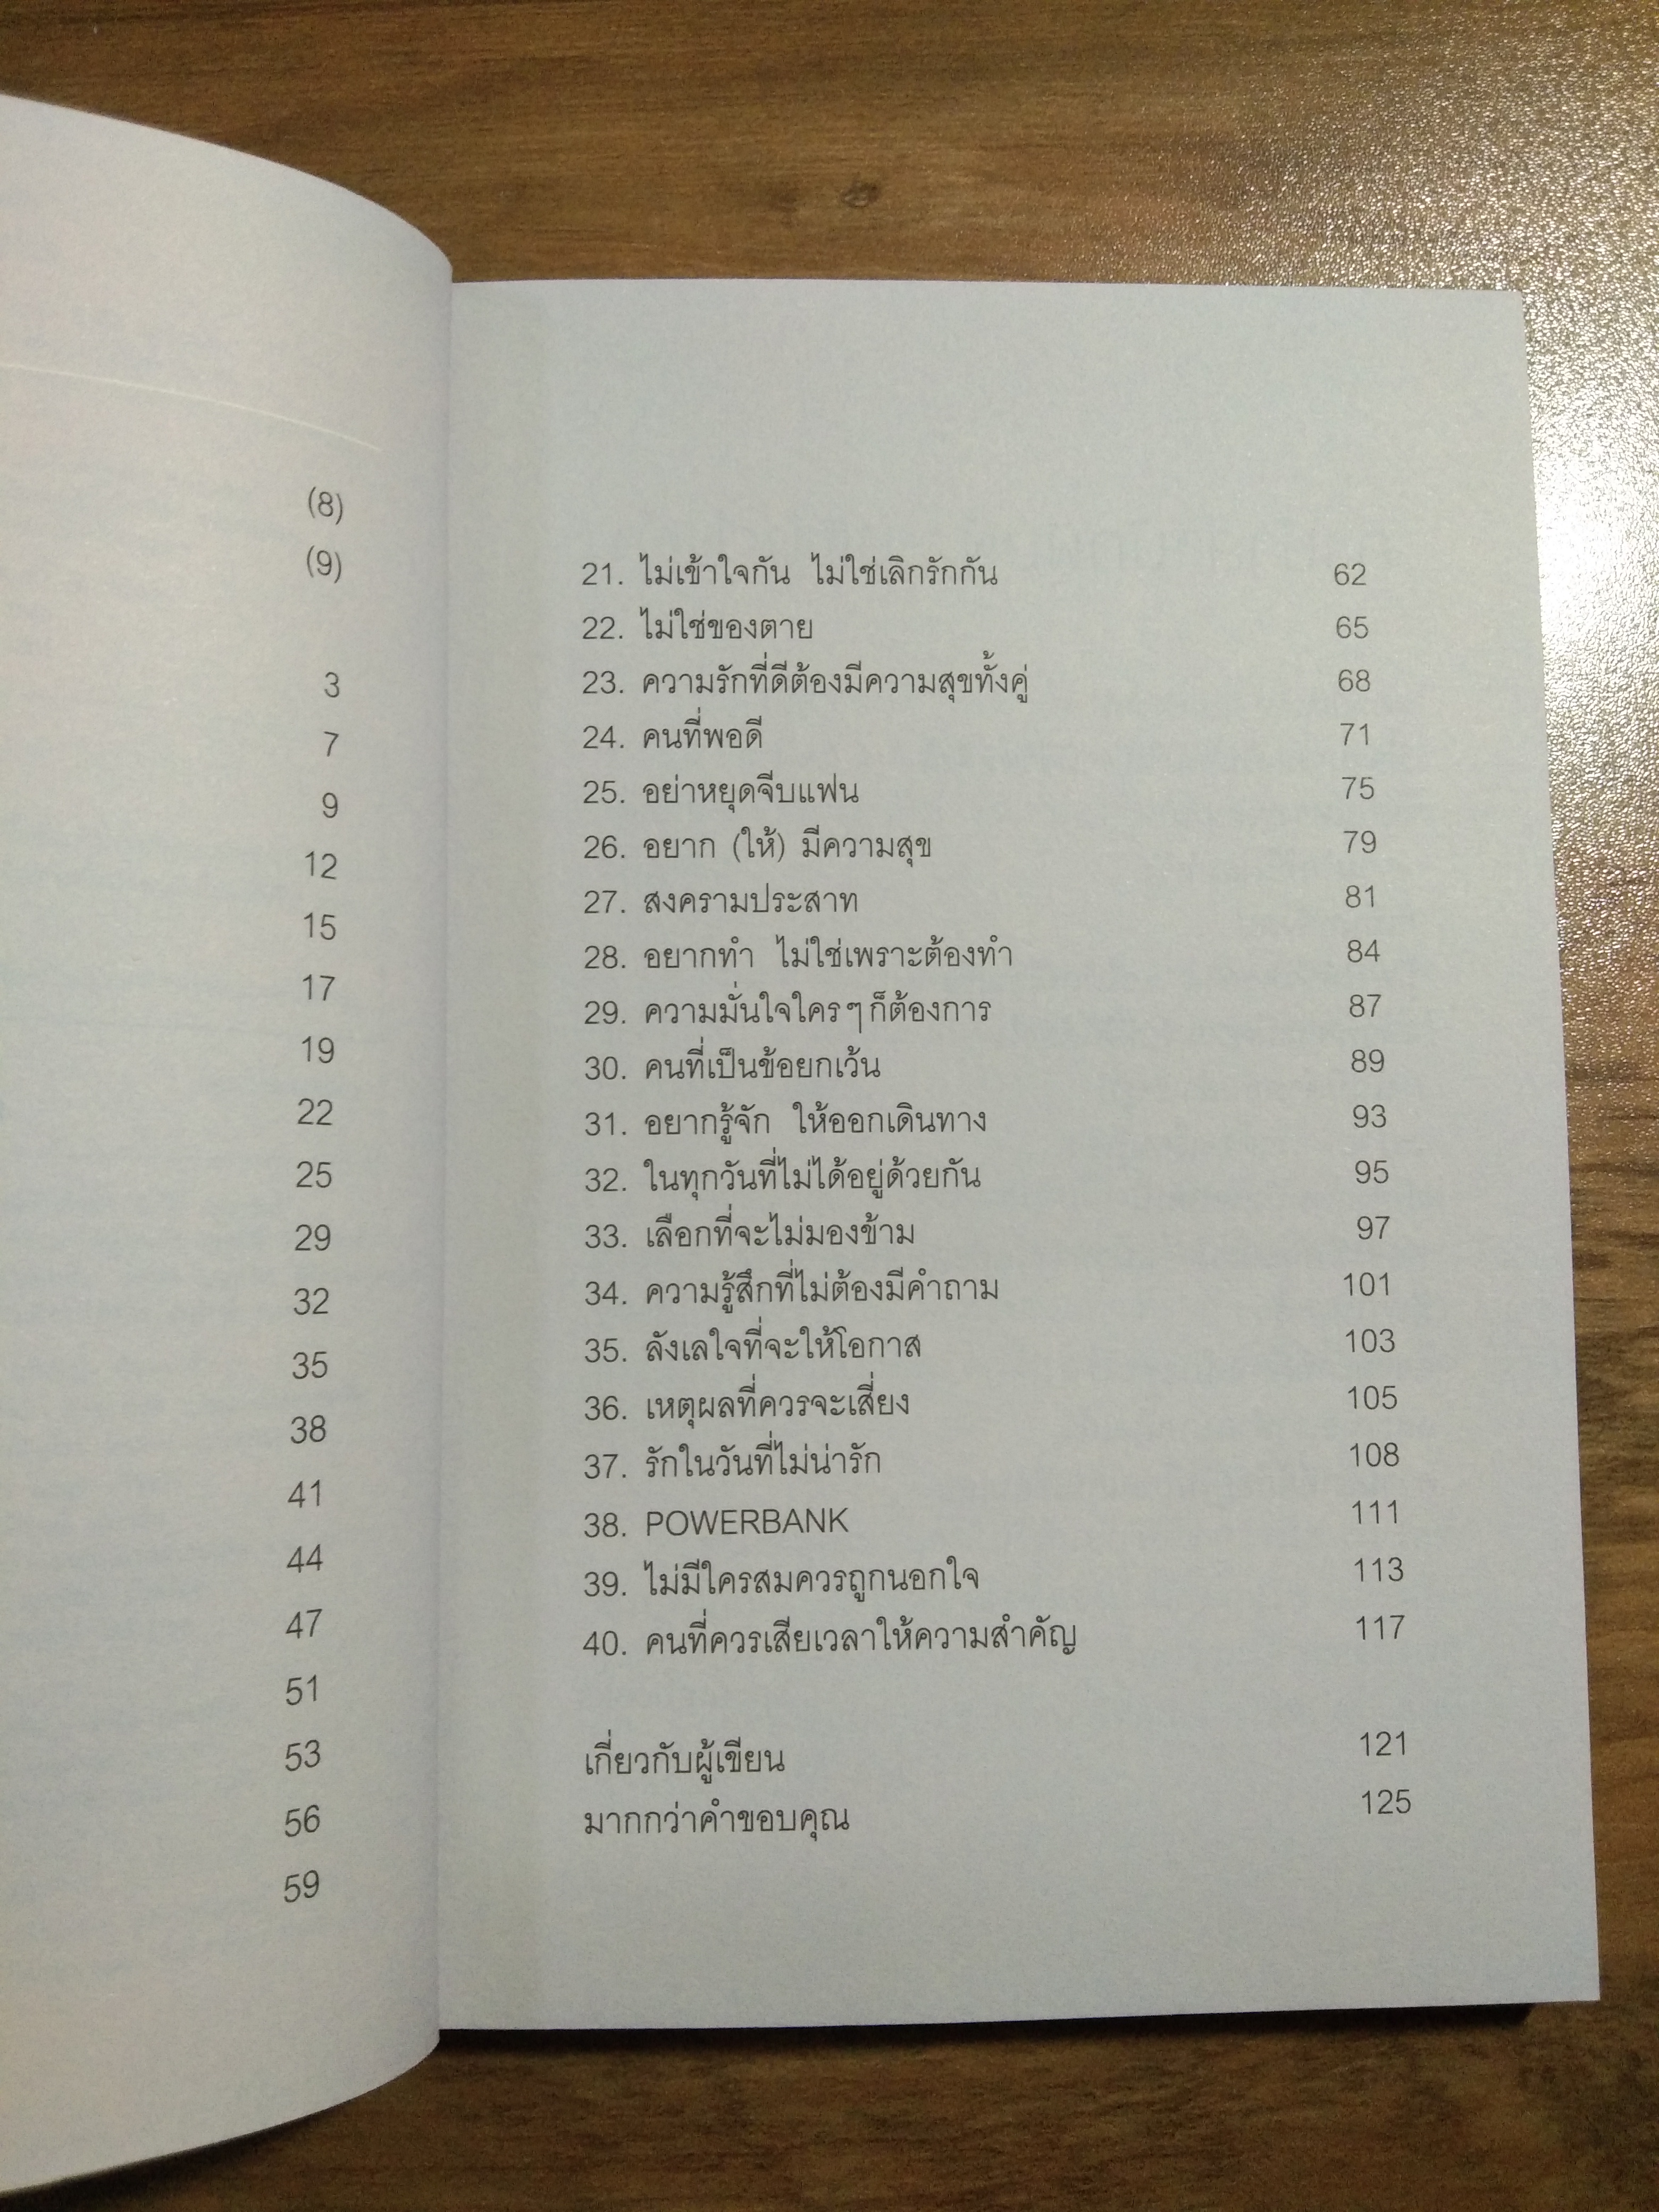 (8)
(9)
3
7
9
12
15
17
19
22
25
29
32
35
38
41
44
47
51
53
56
59
21. ไม่เข้าใจกัน ไม่ใช่เลิกรักกัน 62
22. ไม่ใช่ของตาย 65
23. ความรักที่ดีต้องมีความสุขทั้งคู่ 68
24. คนที่พอดี 71
25. อย่าหยุดจีบแฟน 75
26. อยาก (ให้) มีความสุข 79
27. สงครามประสาท 81
28. อยากทำ ไม่ใช่เพราะต้องทำ 84
29. ความมั่นใจใครๆ ก็ต้องการ 87
30. คนที่เป็นข้อยกเว้น 89
31. อยากรู้จัก ให้ออกเดินทาง 93
32. ในทุกวันที่ไม่ได้อยู่ด้วยกัน 95
33. เลือกที่จะไม่มองข้าม 97
34. ความรู้สึกที่ไม่ต้องมีคำถาม 101
35. ลังเลใจที่จะให้โอกาส 103
36. เหตุผลที่ควรจะเสี่ยง 105
37. รักในวันที่ไม่น่ารัก 108
38. POWERBANK 111
39. ไม่มีใครสมควรถูกนอกใจ 113
40. คนที่ควรเสียเวลาให้ความสำคัญ 117
เกี่ยวกับผู้เขียน 121
มากกว่าคำขอบคุณ 125